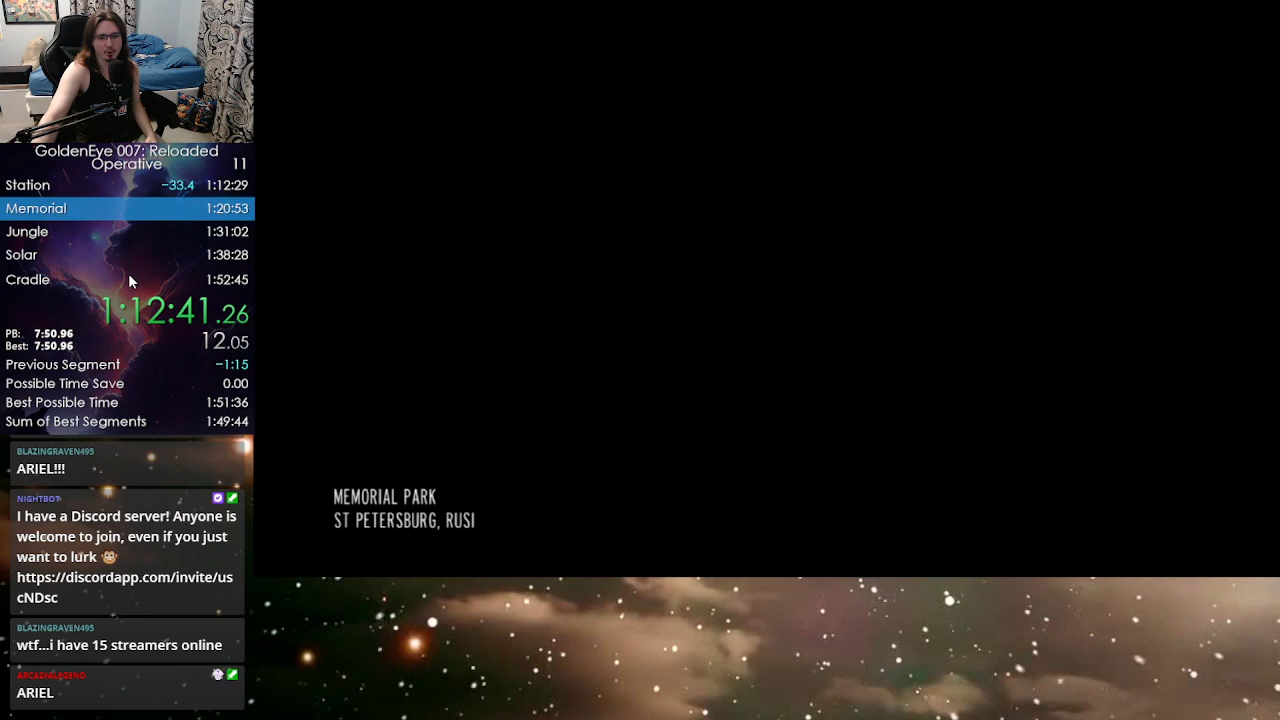 GoldenEye 007: Reloaded
Operative 11
Station −33.4 1:12:29
Memorial 1:20:53
Jungle 1:31:02
Solar 1:38:28
Cradle 1:52:45
1:12:41.26
PB: 7:50.96
Best: 7:50.96
12.05
Previous Segment −1:15
Possible Time Save 0.00
Best Possible Time 1:51:36
Sum of Best Segments 1:49:44
BLAZINGRAVEN495
ARIEL!!!
NIGHTBOT
I have a Discord server! Anyone is
welcome to join, even if you just
want to lurk 🐵
https://discordapp.com/invite/us
cNDsc
BLAZINGRAVEN495
wtf...i have 15 streamers online
ARCADIALEGEND
ARIEL
MEMORIAL PARK
ST PETERSBURG, RUSI